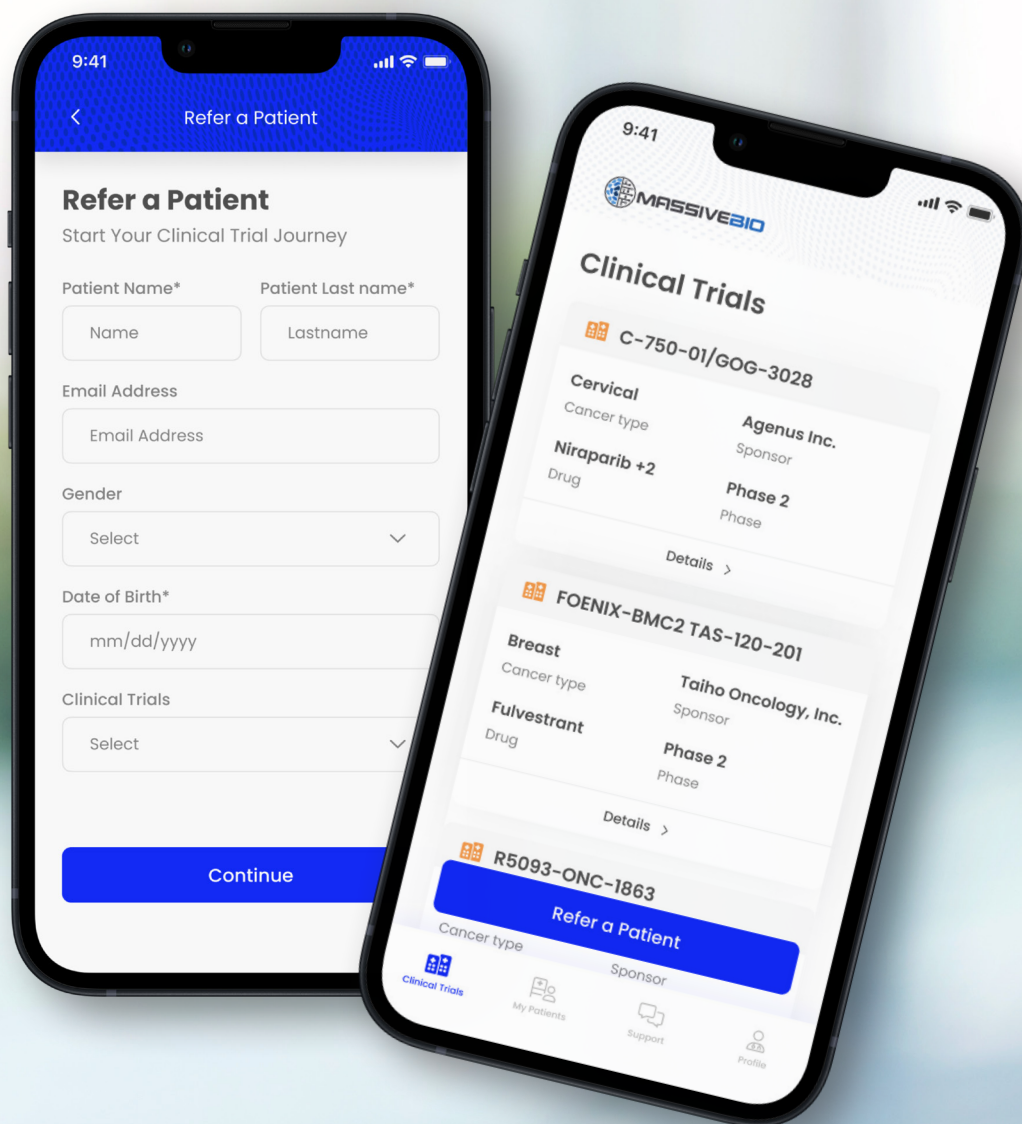 9:41
Refer a Patient
Refer a Patient
Start Your Clinical Trial Journey
Patient Name*
Patient Last name*
Name
Lastname
Email Address
Email Address
Gender
Select
Date of Birth*
mm/dd/yyyy
Clinical Trials
Select
Continue
9:41
MASSIVEBIO
Clinical Trials
C-750-01/GOG-3028
Cervical
Cancer type
Agenus Inc.
Sponsor
Niraparib +2
Drug
Phase 2
Phase
Details >
FOENIX-BMC2 TAS-120-201
Breast
Cancer type
Taiho Oncology, Inc.
Sponsor
Fulvestrant
Drug
Phase 2
Phase
Details >
R5093-ONC-1863
Refer a Patient
Cancer type
Sponsor
Clinical Trials
My Patients
Support
Profile